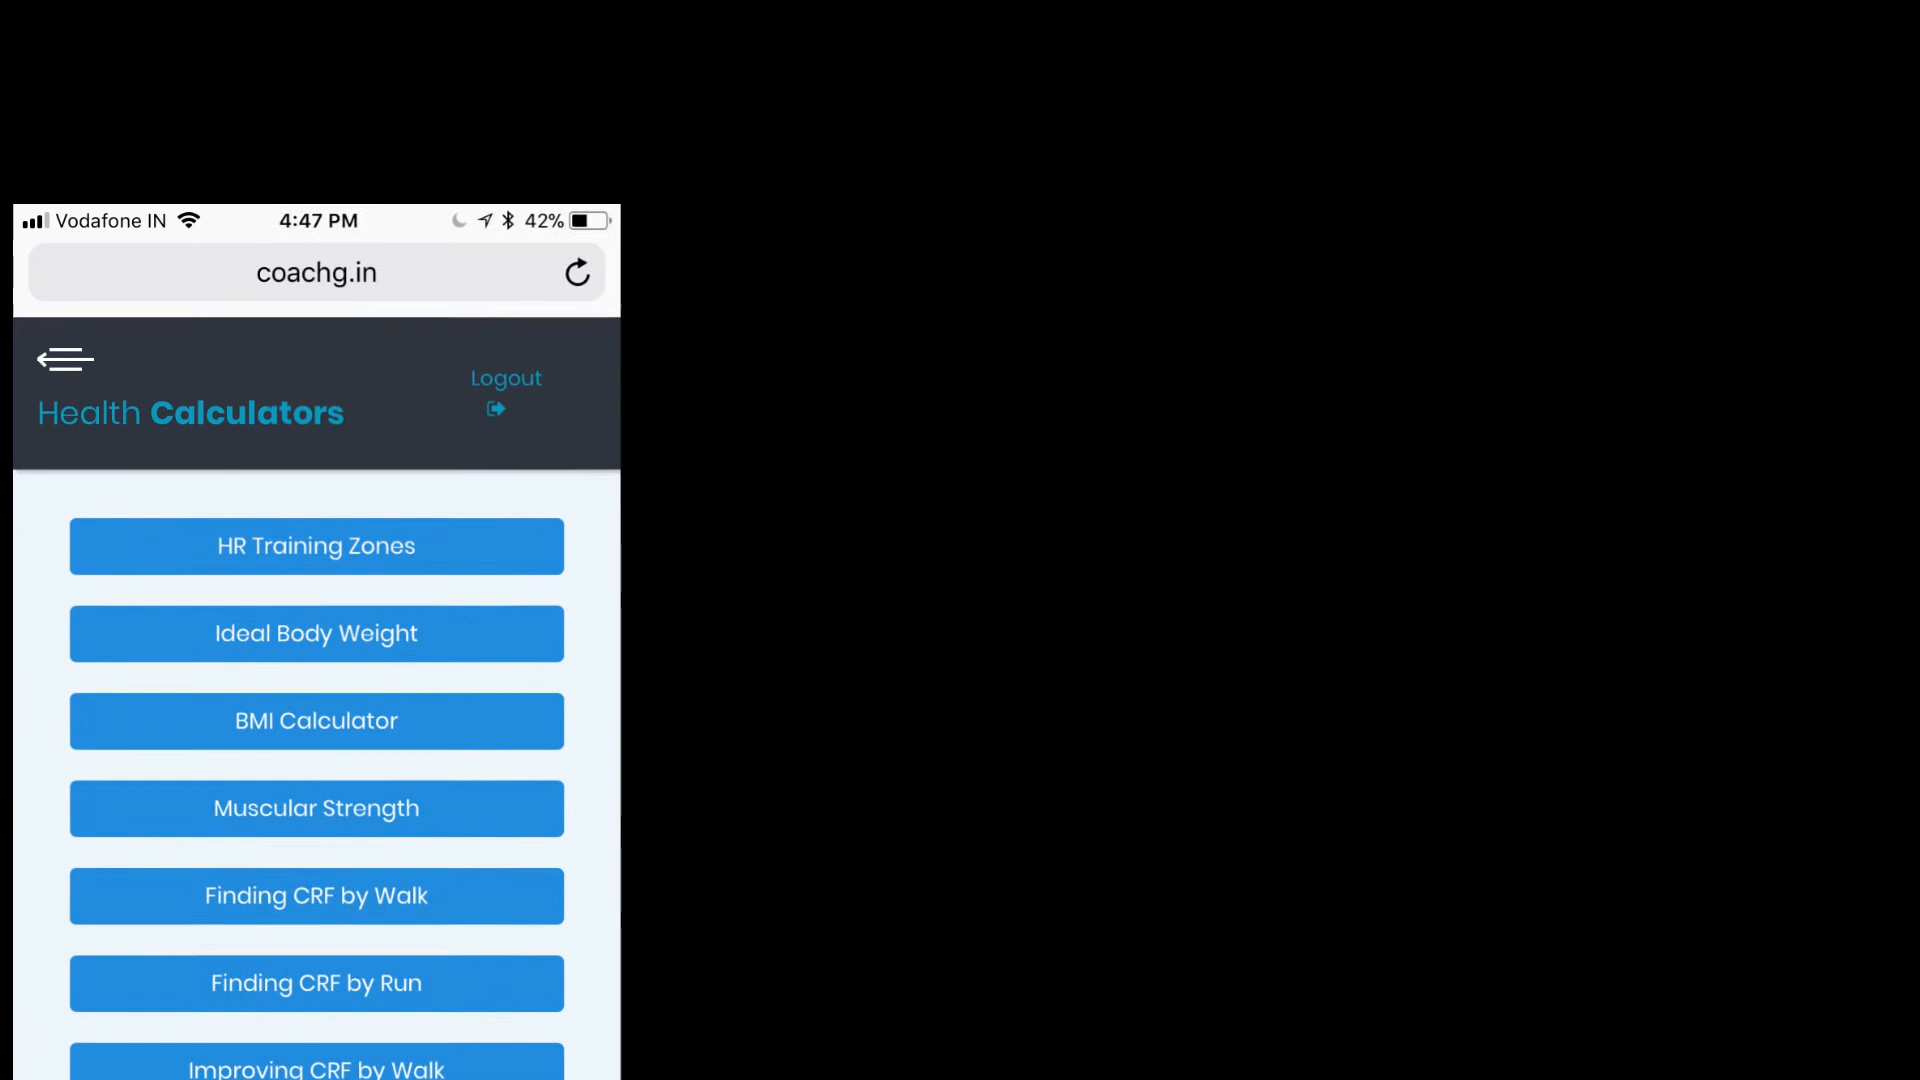 Vodafone IN 4:47 PM 42%
coachg.in
Logout
Health Calculators
HR Training Zones
Ideal Body Weight
BMI Calculator
Muscular Strength
Finding CRF by Walk
Finding CRF by Run
Improving CRF by Walk